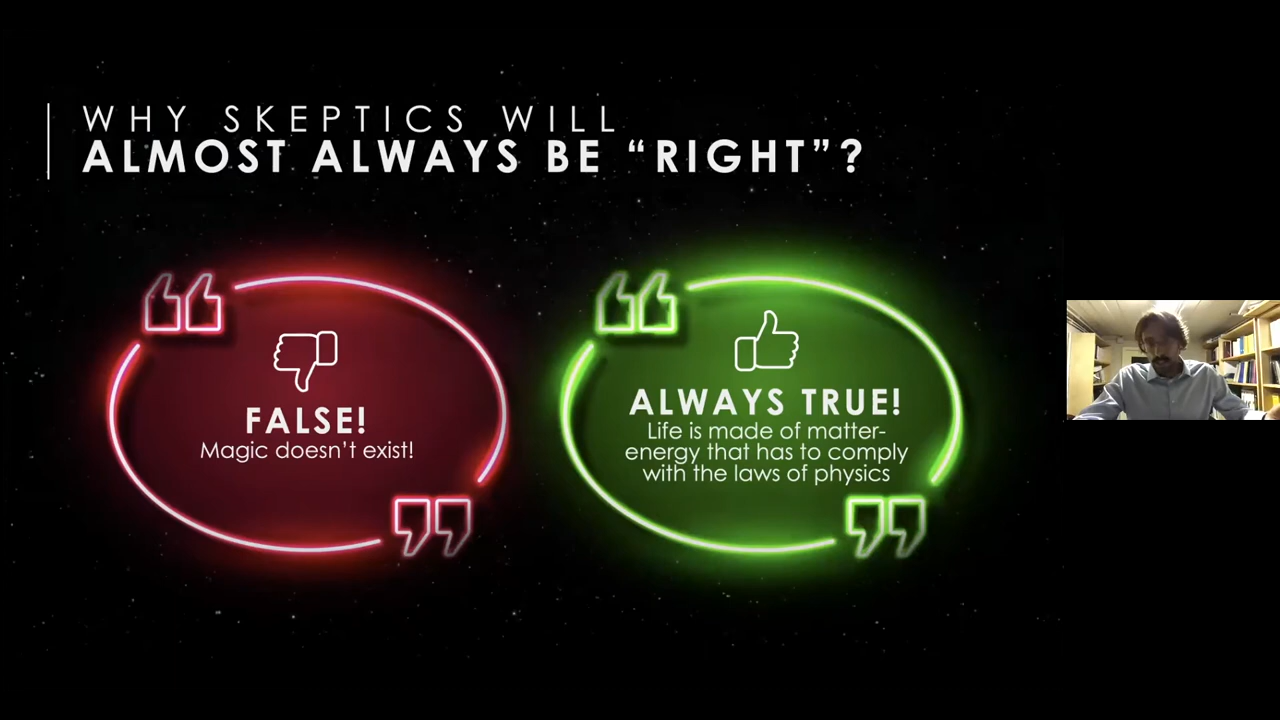 WHY SKEPTICS WILL
ALMOST ALWAYS BE “RIGHT”?
FALSE!
Magic doesn’t exist!
ALWAYS TRUE!
Life is made of matter-
energy that has to comply
with the laws of physics